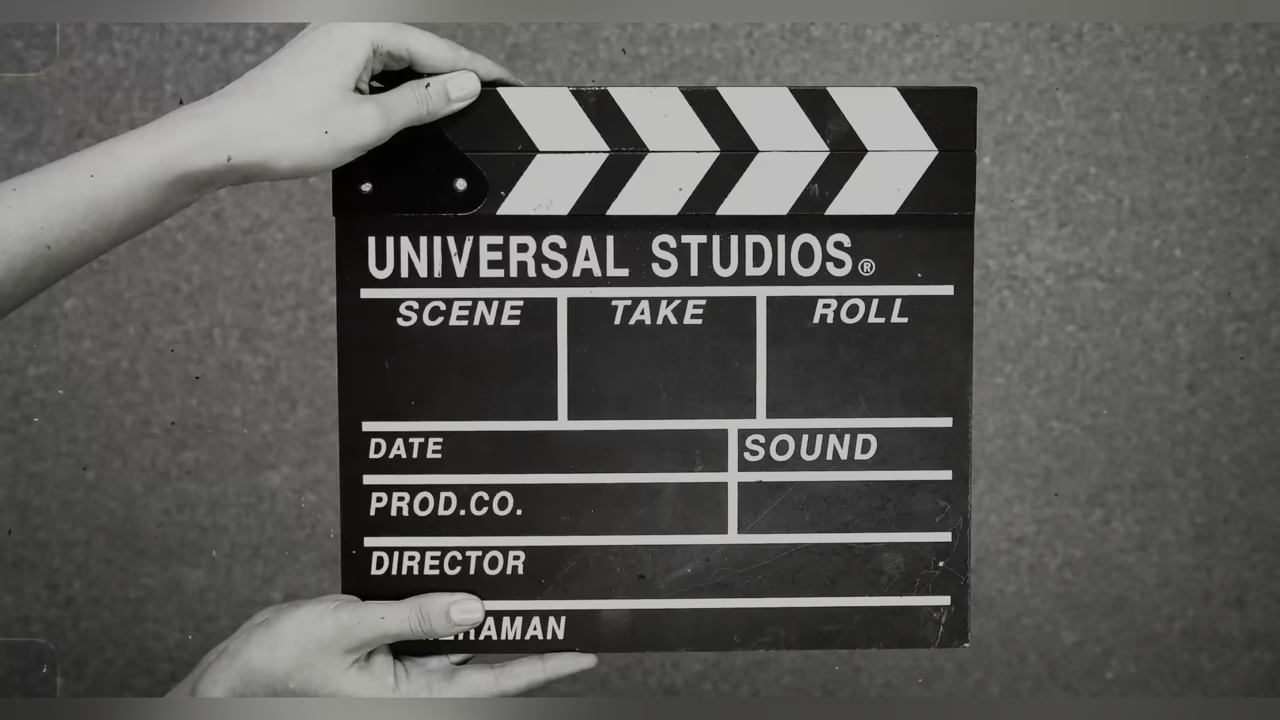 UNIVERSAL STUDIOS®
SCENE TAKE ROLL
DATE SOUND
PROD.CO.
DIRECTOR